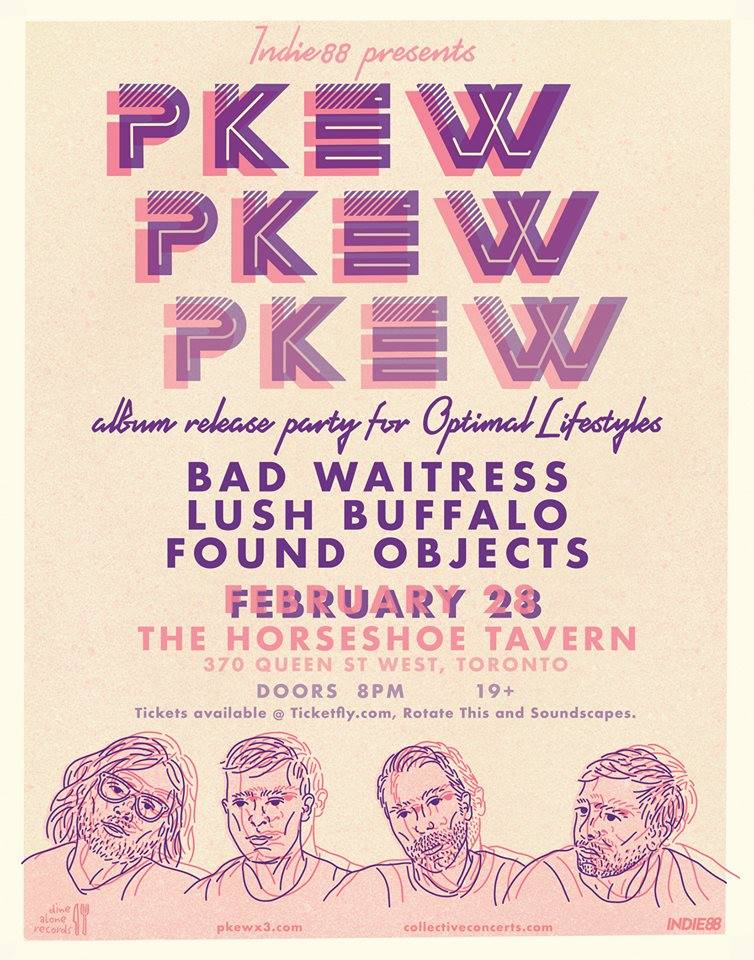 Indie88 presents
PKEW
PKEW
PKEW
album release party for Optimal Lifestyles
BAD WAITRESS
LUSH BUFFALO
FOUND OBJECTS
FEBRUARY 28
THE HORSESHOE TAVERN
370 QUEEN ST WEST, TORONTO
DOORS 8PM 19+
Tickets available @ Ticketfly.com, Rotate This and Soundscapes.
dine
alone
records
pkewx3.com
collectiveconcerts.com
INDIE88